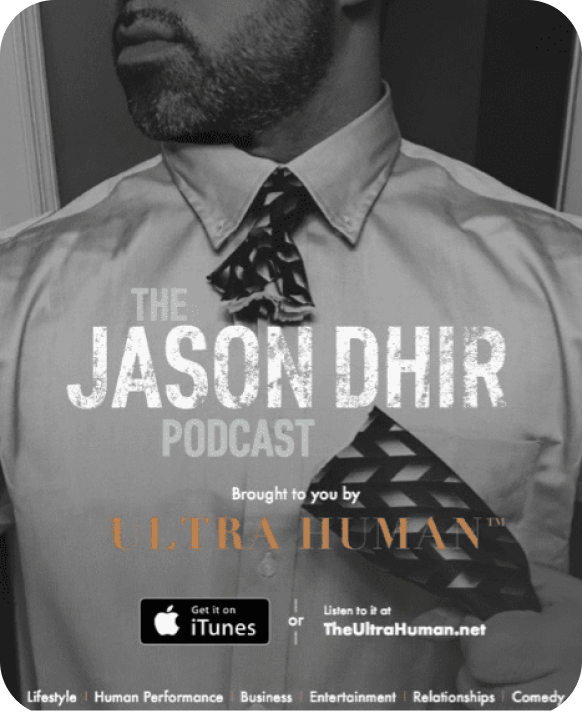 THE
JASON DHIR
PODCAST
Brought to you by
ULTRA HUMAN™
Get it on
iTunes
or
Listen to it at
TheUltraHuman.net
Lifestyle | Human Performance | Business | Entertainment | Relationships | Comedy